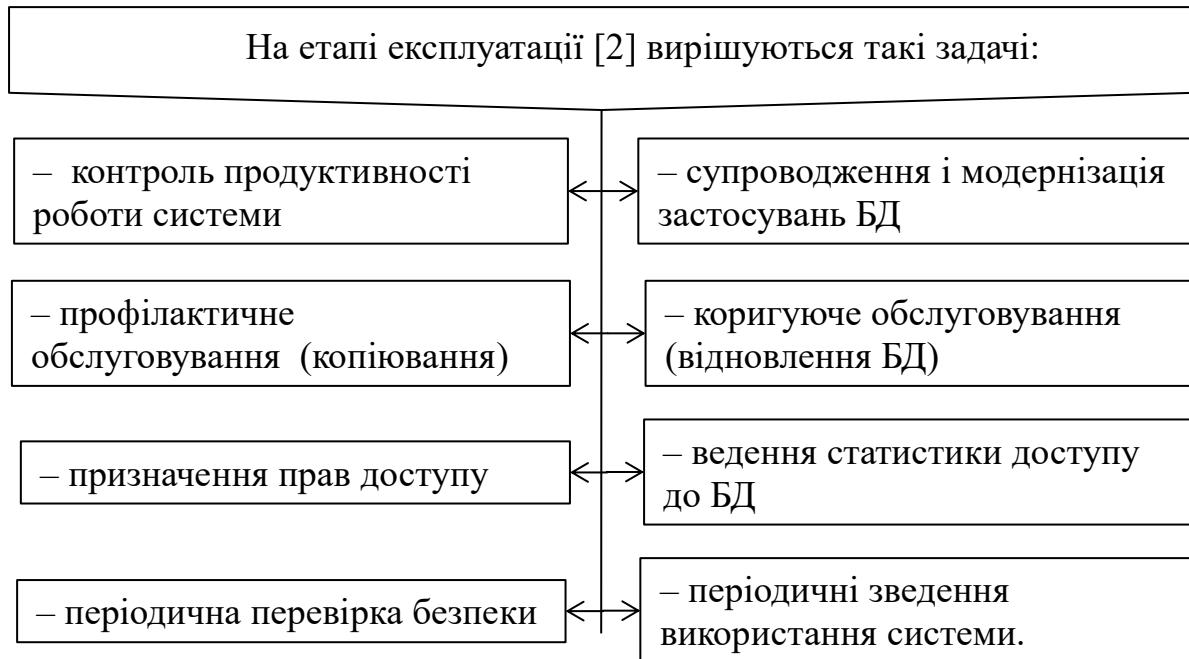 На етапі експлуатації [2] вирішуються такі задачі:
– контроль продуктивності
роботи системи
– супроводження і модернізація
застосувань БД
– профілактичне
обслуговування (копіювання)
– коригуюче обслуговування
(відновлення БД)
– призначення прав доступу
– ведення статистики доступу
до БД
– періодична перевірка безпеки
– періодичні зведення
використання системи.